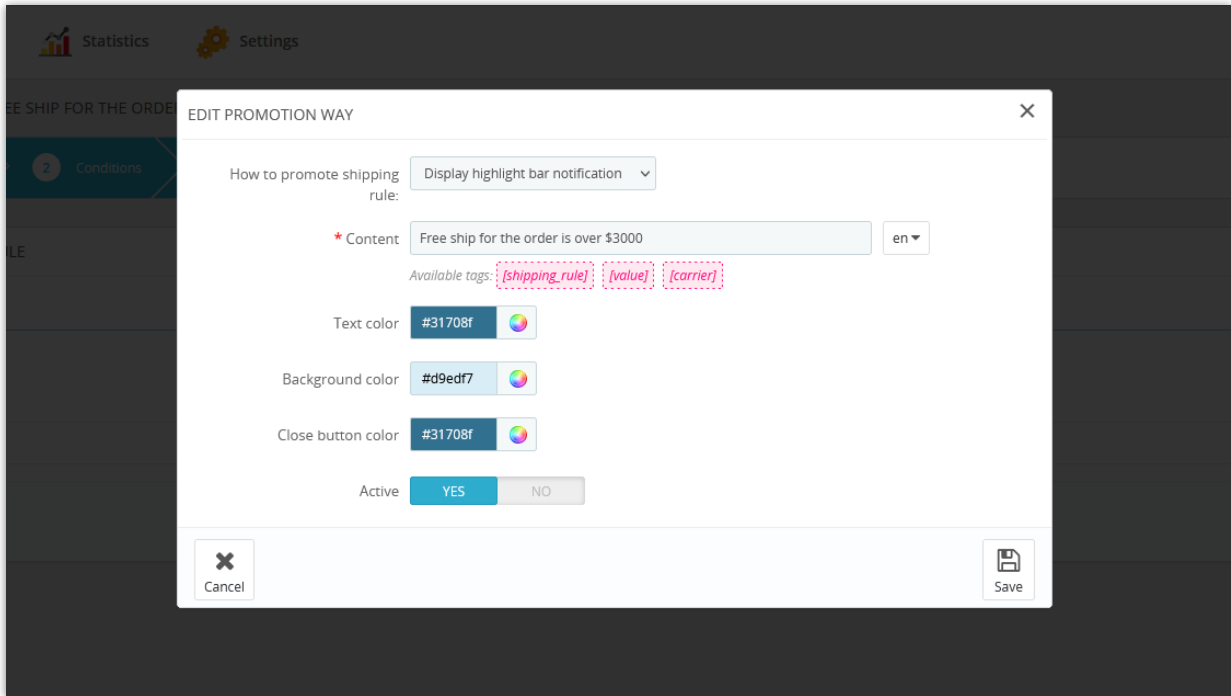 Statistics
Settings
EE SHIP FOR THE ORDE
EDIT PROMOTION WAY
2 Conditions
How to promote shipping
rule:
Display highlight bar notification
* Content
Free ship for the order is over $3000
en
ULE
Available tags: [shipping_rule] [value] [carrier]
Text color
#31708f
Background color
#d9edf7
Close button color
#31708f
Active
YES
NO
Cancel
Save